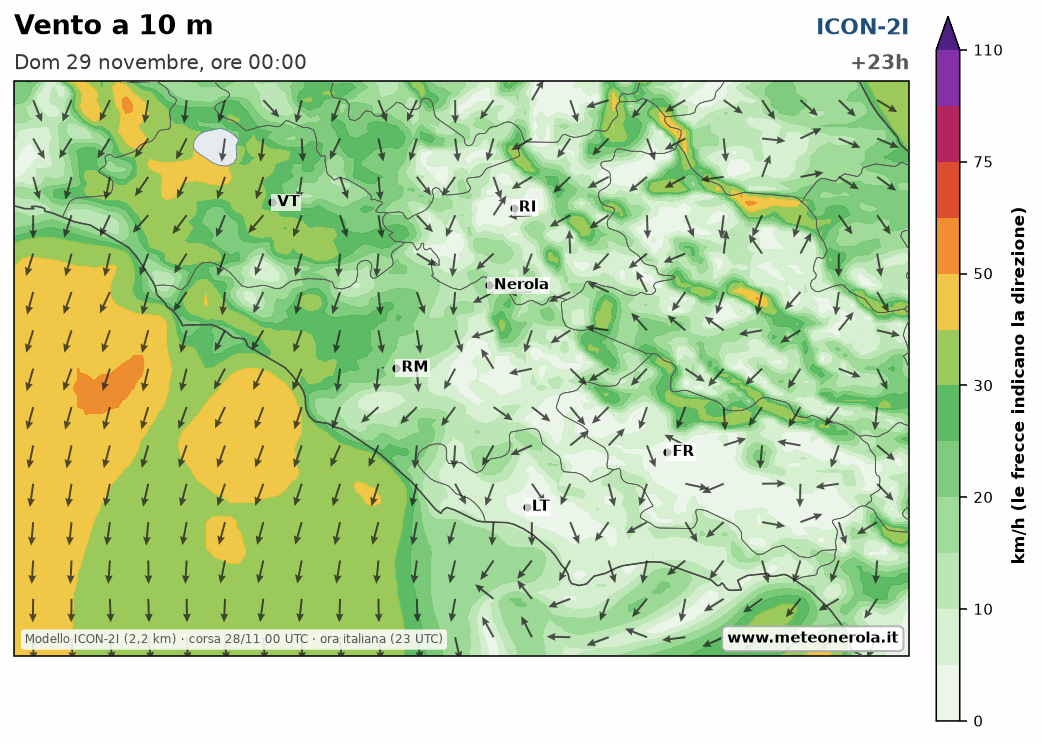 Vento a 10 m
ICON-2I
Dom 29 novembre, ore 00:00
+23h
110
75
50
30
20
10
0
km/h (le frecce indicano la direzione)
VT
RI
Nerola
RM
FR
LT
Modello ICON-2I (2,2 km) · corsa 28/11 00 UTC · ora italiana (23 UTC)
www.meteonerola.it